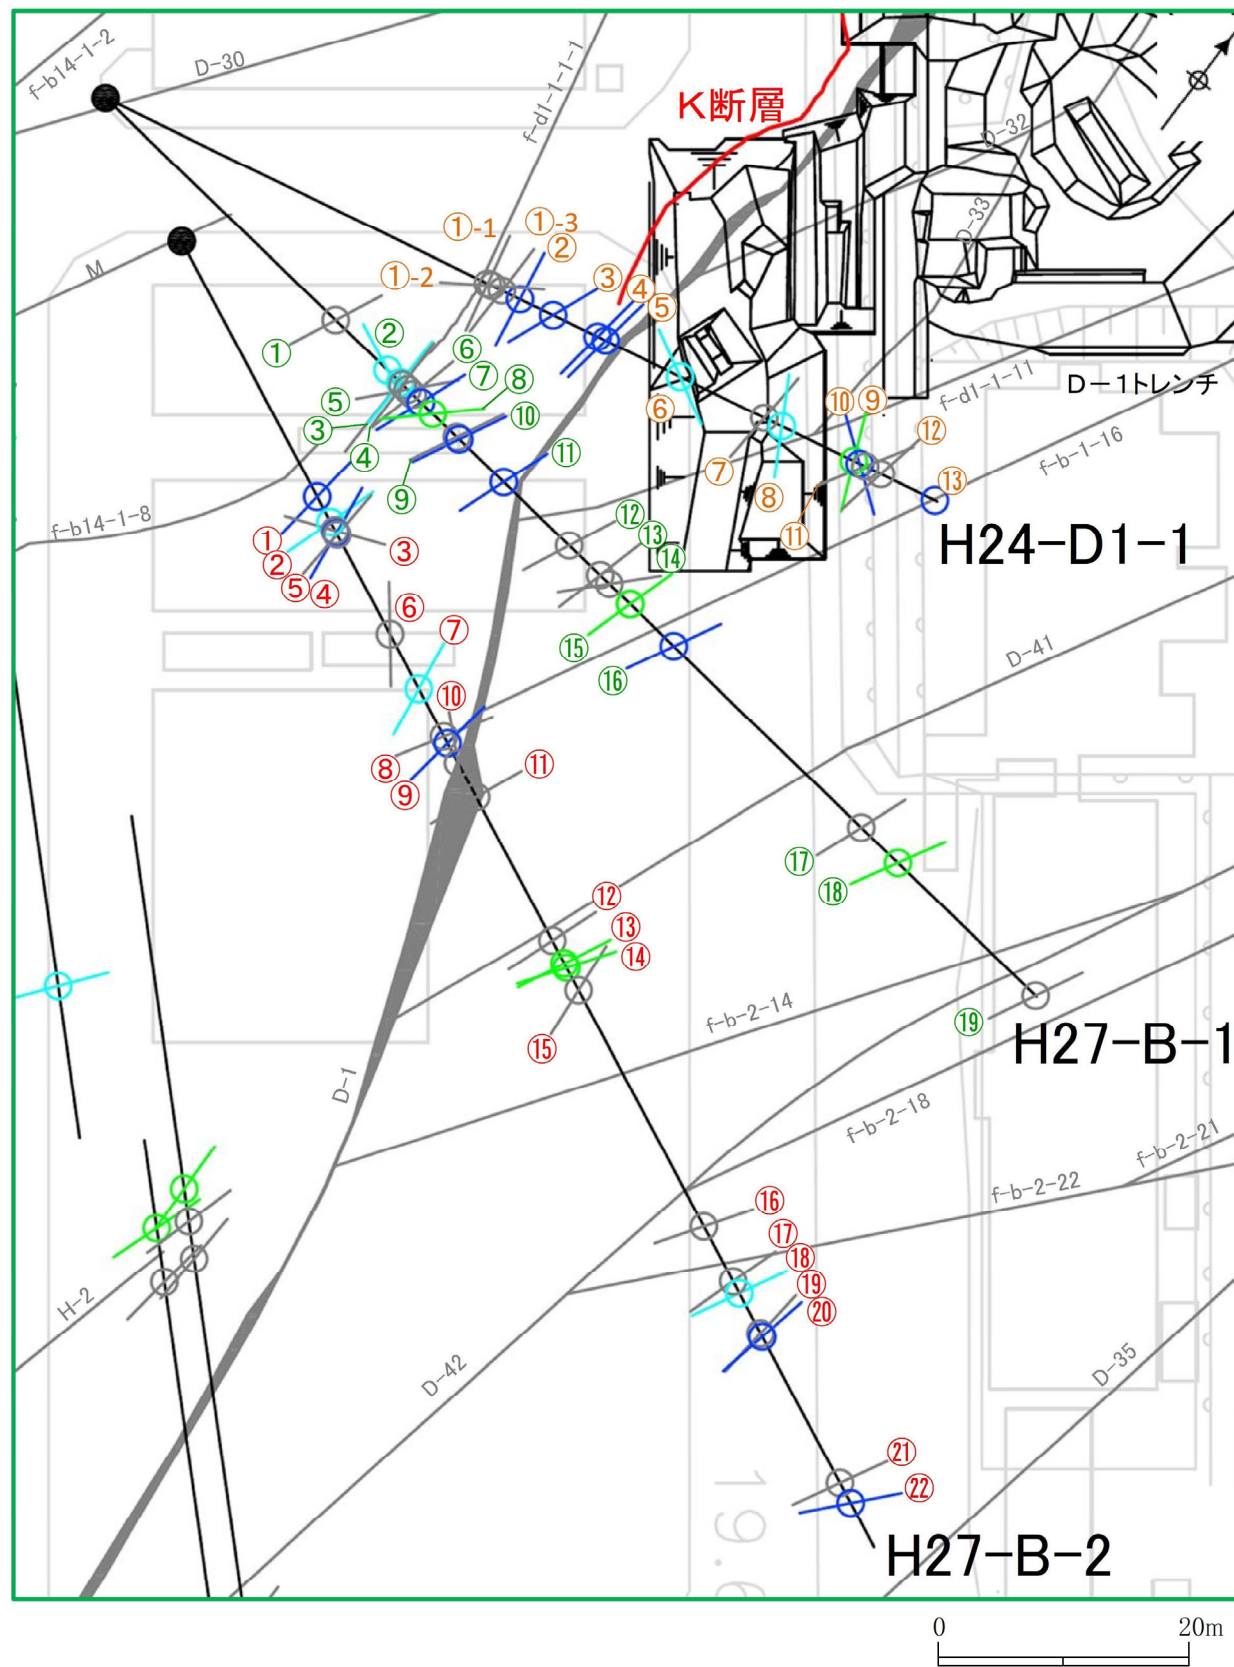 f-b14-1-2
D-30
f-d1-1-1-1
K断層
D-32
D-33
M
①-1
①-3
②
①-2
③
④
⑤
①
②
⑥
⑦
⑧
⑤
③
④
⑩
⑨
⑪
⑥
⑦
⑧
⑩
⑨
⑫
⑪
⑬
D-1トレンチ
f-d1-1-11
f-b-1-16
H24-D1-1
f-b14-1-8
①
②
③
⑤
④
⑫
⑬
⑭
⑮
⑯
⑥
⑦
⑩
⑧
⑨
⑪
D-41
⑰
⑱
⑫
⑬
⑭
⑮
f-b-2-14
⑲
H27-B-1
D-1
f-b-2-18
f-b-2-21
f-b-2-22
⑯
⑰
⑱
⑲
⑳
H-2
D-42
D-35
㉑
㉒
19.6
H27-B-2
0
20m